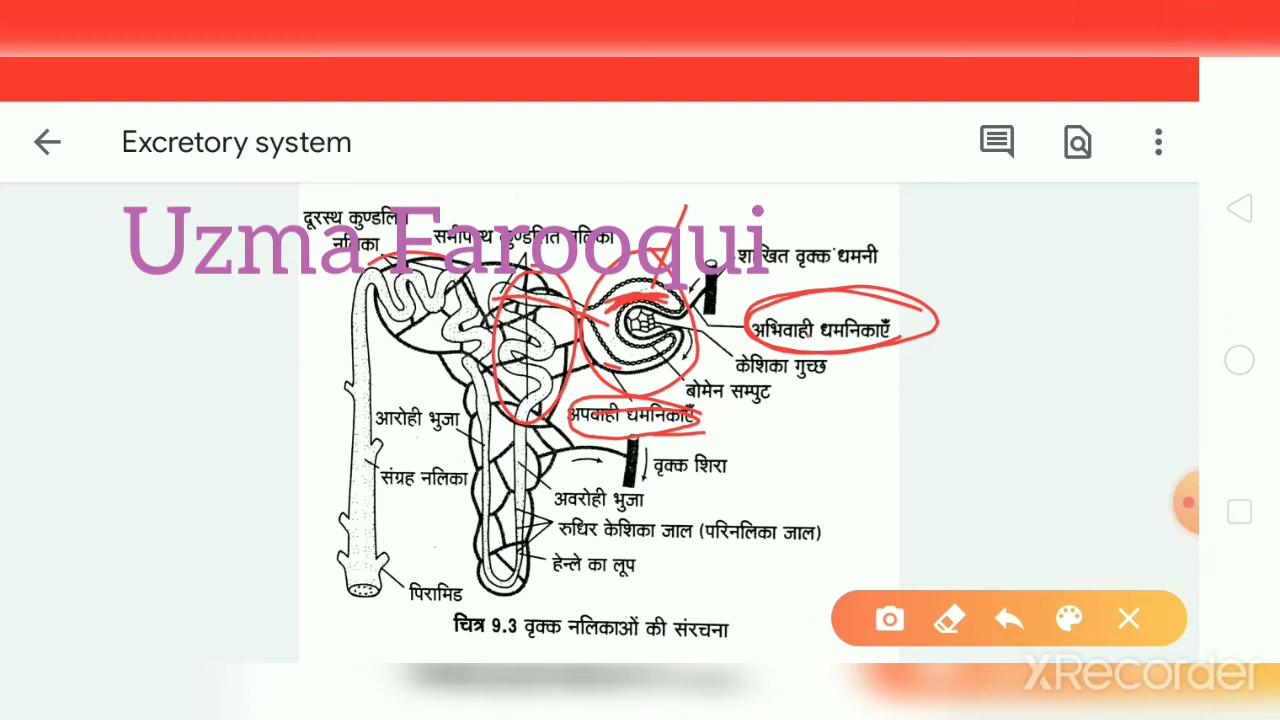 Excretory system
Uzma Farooqui
दूरस्थ कुण्डलित
नलिका
समीपस्थ कुण्डलित नलिका
शाखित वृक्क धमनी
अभिवाही धमनिकाएँ
केशिका गुच्छ
बोमेन सम्पुट
अपवाही धमनिकाएँ
आरोही भुजा
वृक्क शिरा
संग्रह नलिका
अवरोही भुजा
रुधिर केशिका जाल (परिनलिका जाल)
हेन्ले का लूप
पिरामिड
चित्र 9.3 वृक्क नलिकाओं की संरचना
XRecorder